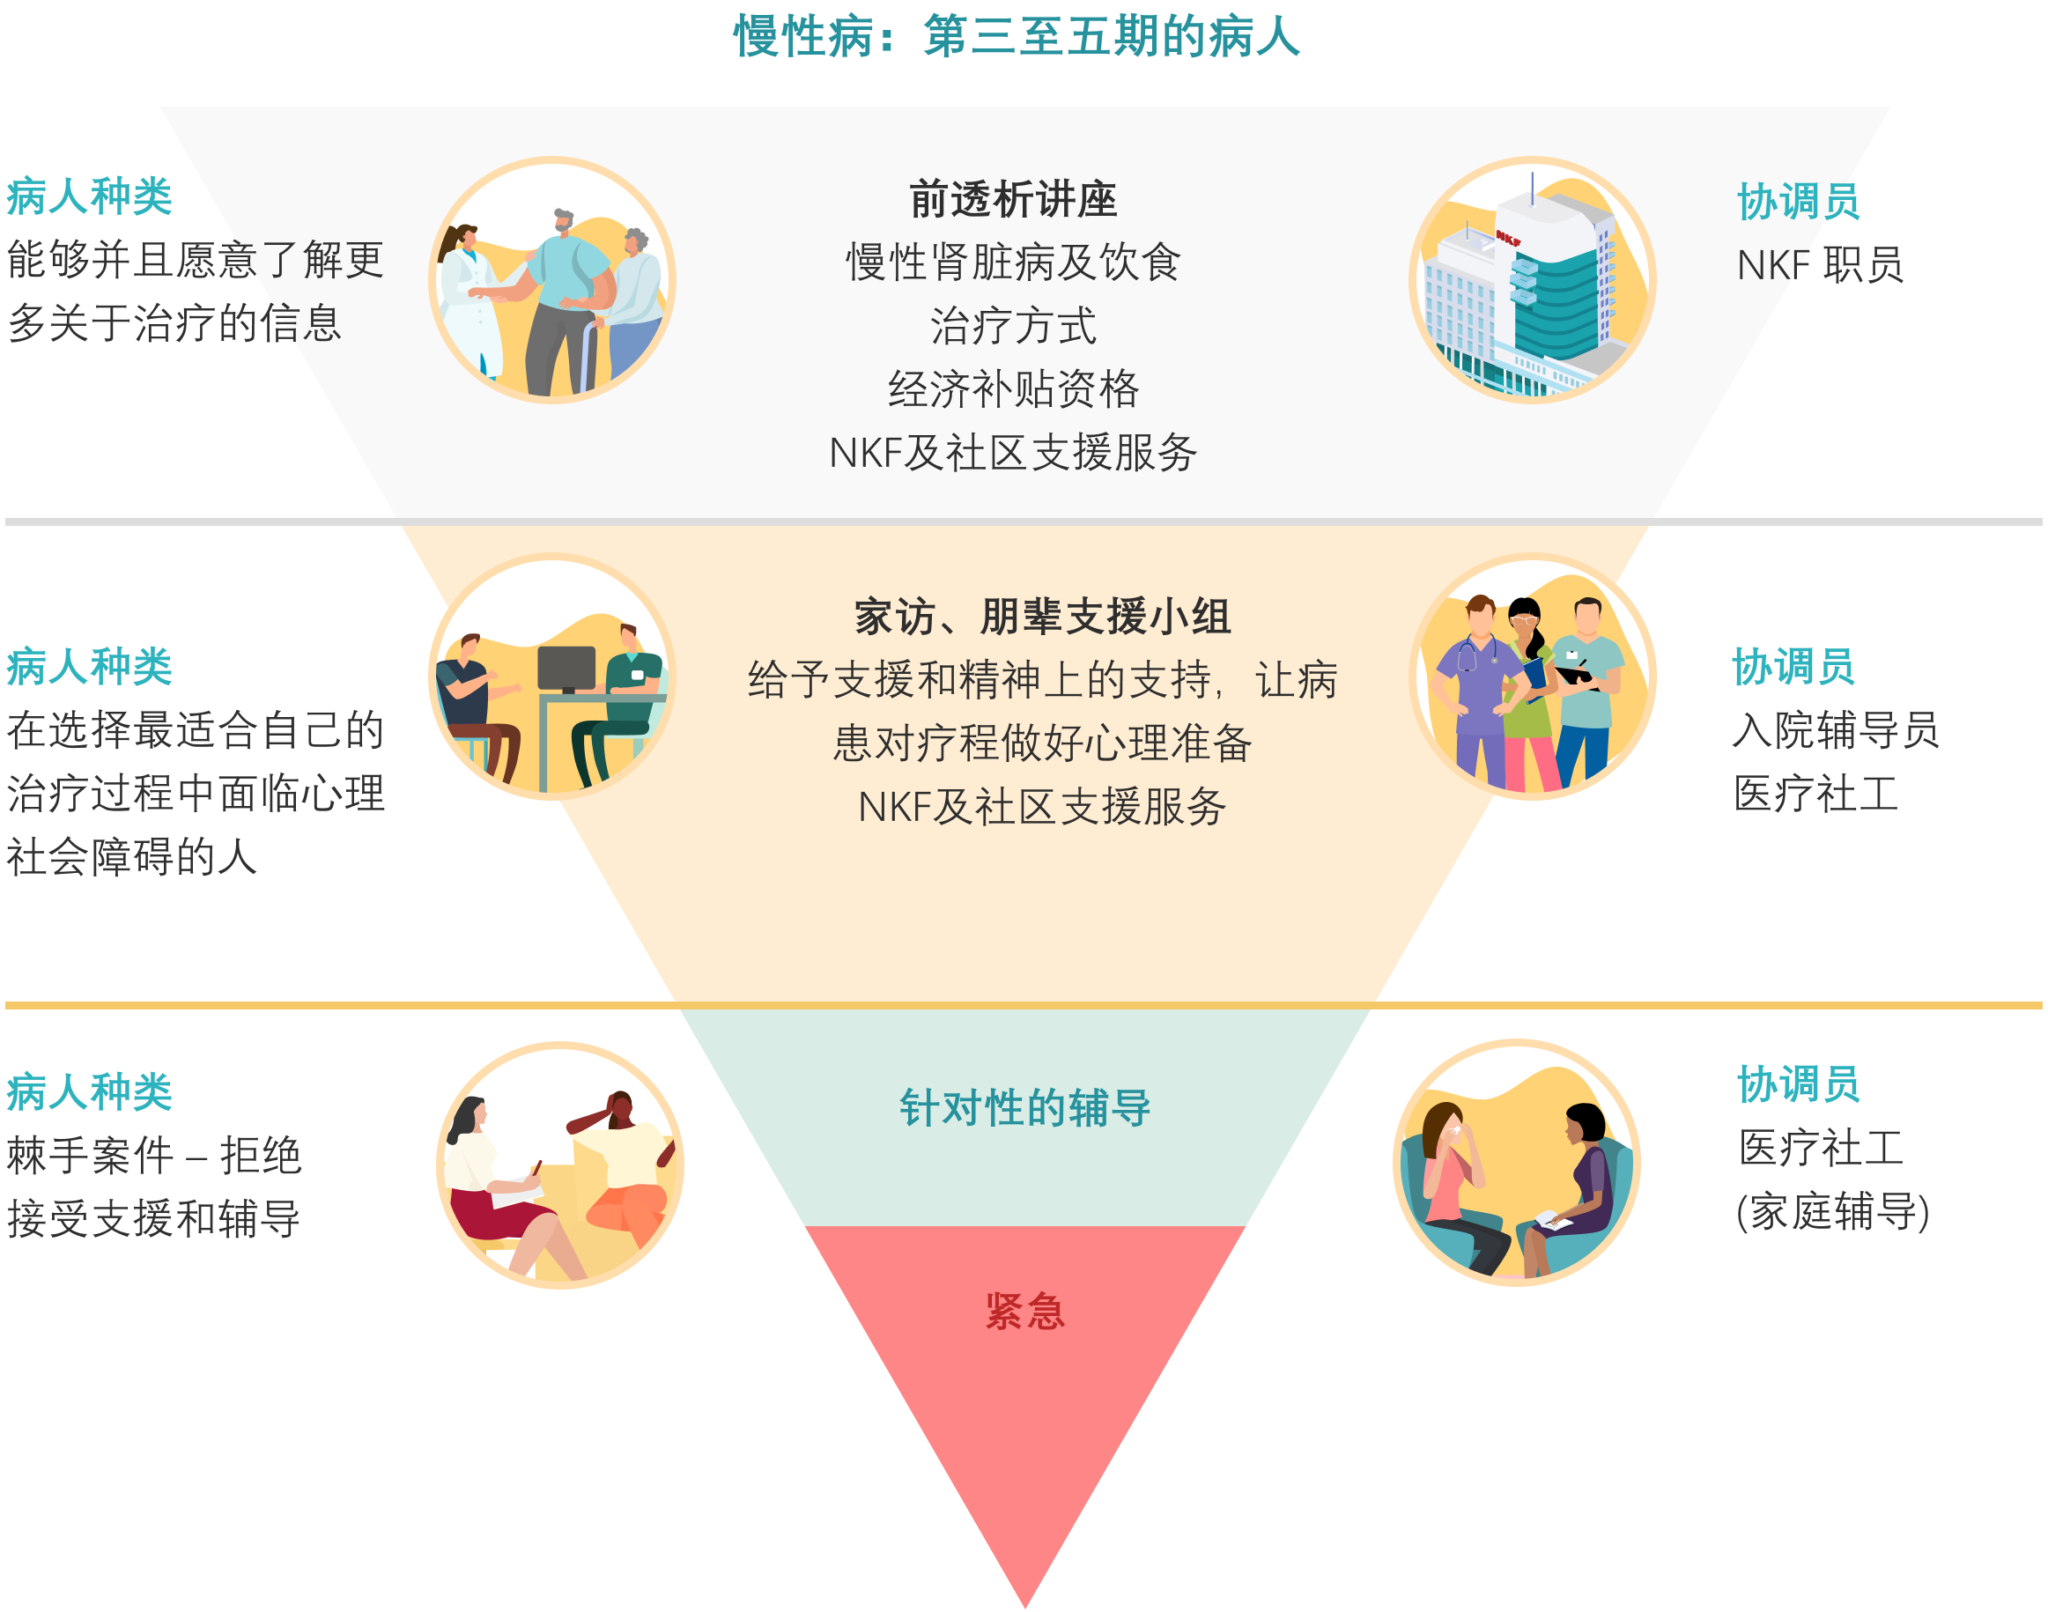 慢性病：第三至五期的病人
病人种类
能够并且愿意了解更
多关于治疗的信息
前透析讲座
慢性肾脏病及饮食
治疗方式
经济补贴资格
NKF及社区支援服务
NKF
协调员
NKF 职员
病人种类
在选择最适合自己的
治疗过程中面临心理
社会障碍的人
家访、朋辈支援小组
给予支援和精神上的支持，让病
患对疗程做好心理准备
NKF及社区支援服务
协调员
入院辅导员
医疗社工
病人种类
棘手案件 – 拒绝
接受支援和辅导
针对性的辅导
紧急
协调员
医疗社工
(家庭辅导)